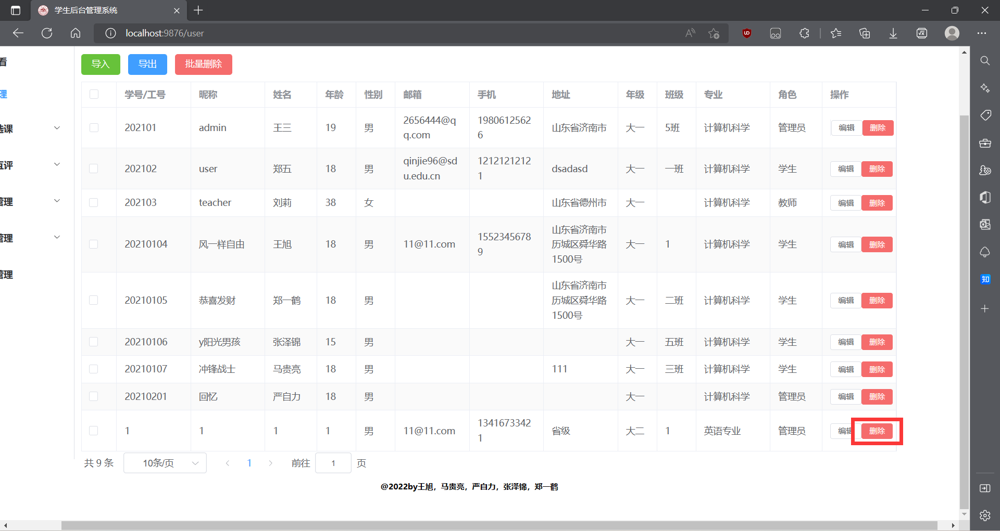 学生后台管理系统
localhost:9876/user
看
理
选课
互评
管理
管理
管理
导入 导出 批量删除
学号/工号 昵称 姓名 年龄 性别 邮箱 手机 地址 年级 班级 专业 角色 操作
202101 admin 王三 19 男 2656444@q 1980612562 山东省济南市 大一 5班 计算机科学 管理员 编辑 删除
q.com 6
202102 user 郑五 18 男 qinjie96@sd 1212121212 dsadasd 大一 一班 计算机科学 学生 编辑 删除
u.edu.cn 1
202103 teacher 刘莉 38 女 山东省德州市 大一 计算机科学 教师 编辑 删除
山东省济南市
20210104 风一样自由 王旭 18 男 11@11.com 1552345678 历城区舜华路 大一 1 计算机科学 学生 编辑 删除
9 1500号
山东省济南市
20210105 恭喜发财 郑一鹤 18 男 历城区舜华路 大一 二班 计算机科学 学生 编辑 删除
1500号
20210106 y阳光男孩 张泽锦 15 男 大一 五班 计算机科学 学生 编辑 删除
20210107 冲锋战士 马贵亮 18 男 111 大一 三班 计算机科学 学生 编辑 删除
20210201 回忆 严自力 18 男 大一 计算机科学 管理员 编辑 删除
1 1 1 1 男 11@11.com 1341673342 省级 大二 1 英语专业 管理员 编辑 删除
1
共 9 条 10条/页 1 前往 1 页
@2022by王旭，马贵亮，严自力，张泽锦，郑一鹤
知